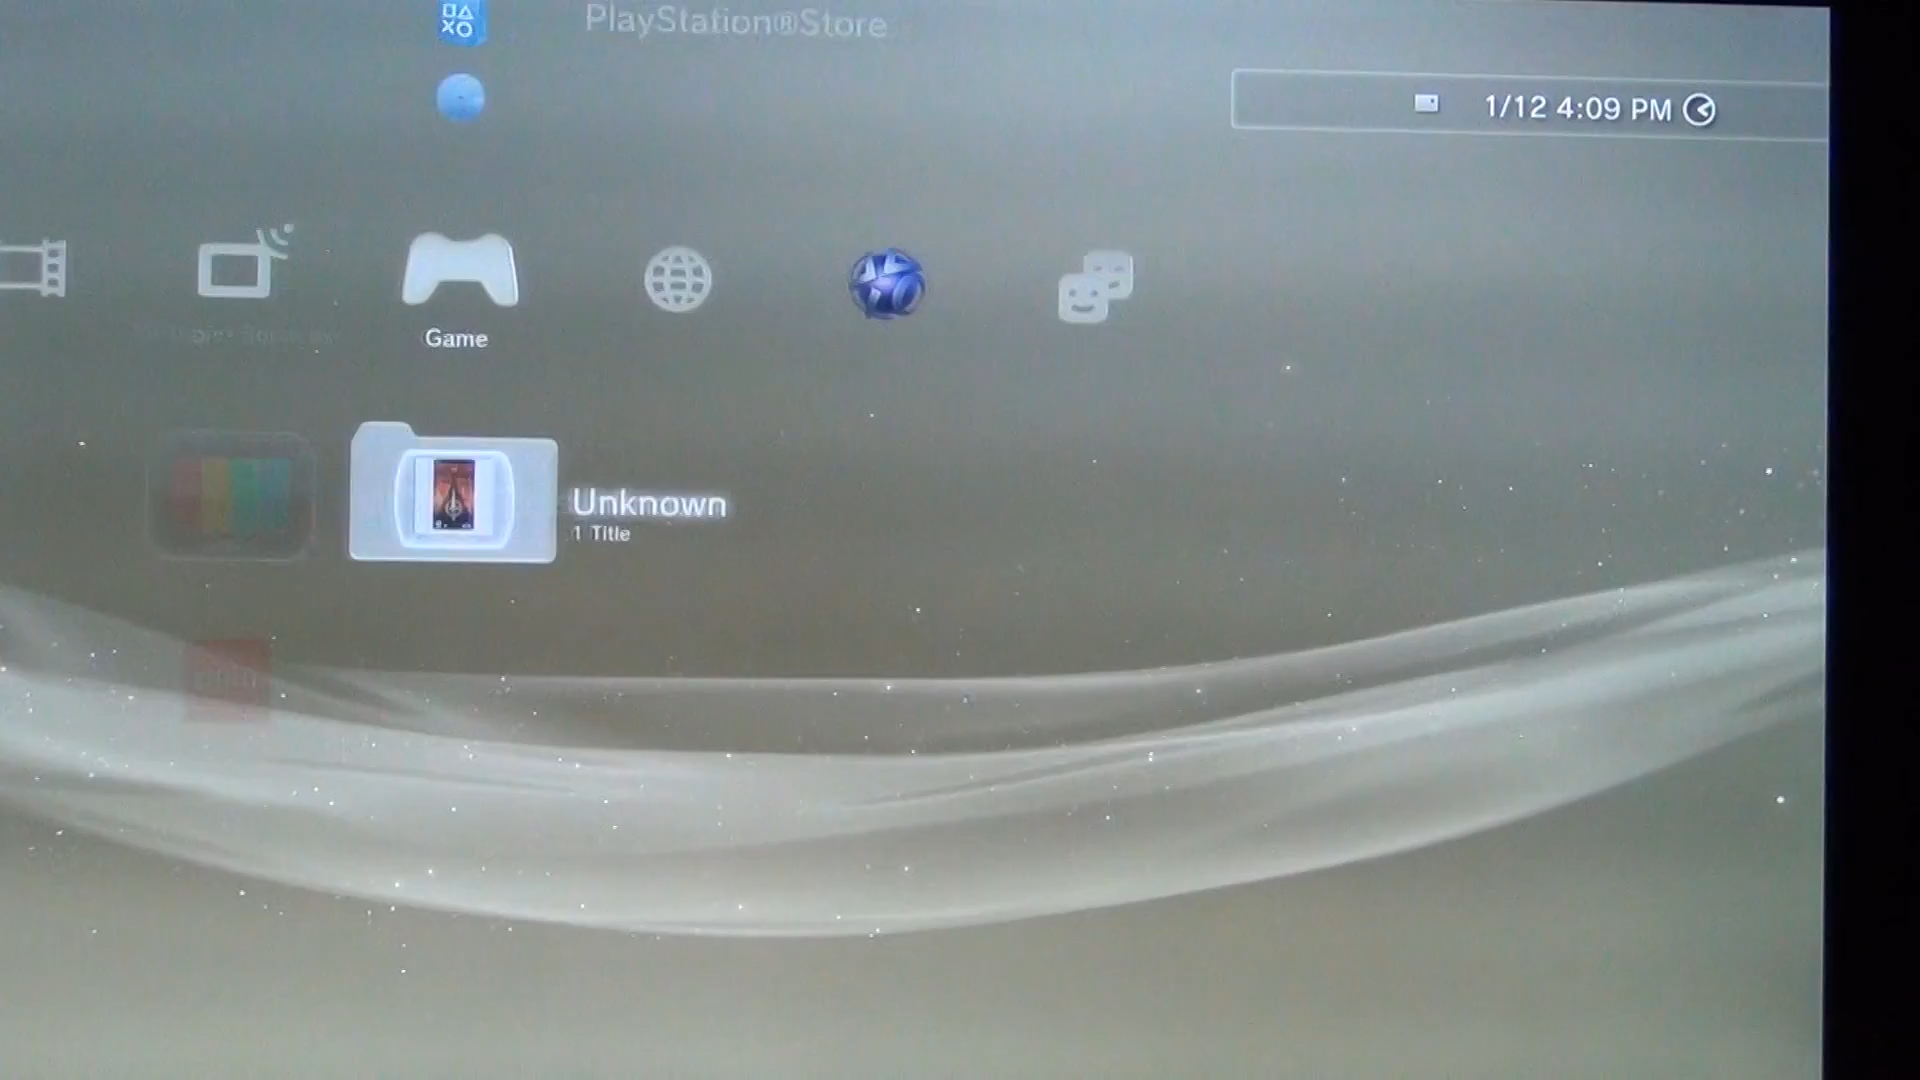 PlayStation®Store
1/12 4:09 PM
Game
Unknown
1 Title